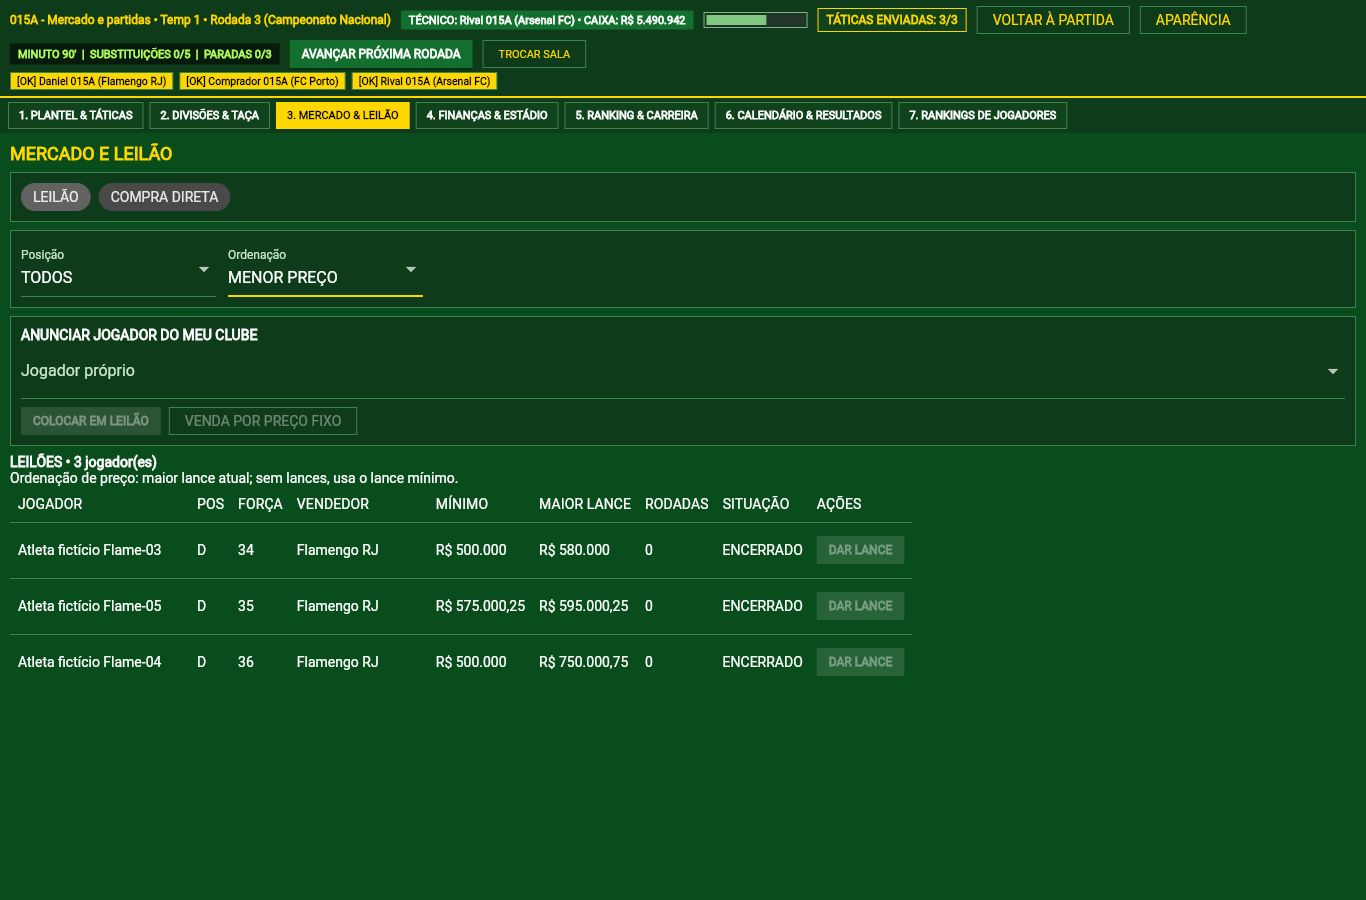 015A - Mercado e partidas • Temp 1 • Rodada 3 (Campeonato Nacional) TÉCNICO: Rival 015A (Arsenal FC) • CAIXA: R$ 5.490.942 TÁTICAS ENVIADAS: 3/3 VOLTAR À PARTIDA APARÊNCIA
MINUTO 90' | SUBSTITUIÇÕES 0/5 | PARADAS 0/3 AVANÇAR PRÓXIMA RODADA TROCAR SALA
[OK] Daniel 015A (Flamengo RJ) [OK] Comprador 015A (FC Porto) [OK] Rival 015A (Arsenal FC)
1. PLANTEL & TÁTICAS 2. DIVISÕES & TAÇA 3. MERCADO & LEILÃO 4. FINANÇAS & ESTÁDIO 5. RANKING & CARREIRA 6. CALENDÁRIO & RESULTADOS 7. RANKINGS DE JOGADORES
MERCADO E LEILÃO
LEILÃO COMPRA DIRETA
Posição Ordenação
TODOS MENOR PREÇO
ANUNCIAR JOGADOR DO MEU CLUBE
Jogador próprio
COLOCAR EM LEILÃO VENDA POR PREÇO FIXO
LEILÕES • 3 jogador(es)
Ordenação de preço: maior lance atual; sem lances, usa o lance mínimo.
JOGADOR POS FORÇA VENDEDOR MÍNIMO MAIOR LANCE RODADAS SITUAÇÃO AÇÕES
Atleta fictício Flame-03 D 34 Flamengo RJ R$ 500.000 R$ 580.000 0 ENCERRADO DAR LANCE
Atleta fictício Flame-05 D 35 Flamengo RJ R$ 575.000,25 R$ 595.000,25 0 ENCERRADO DAR LANCE
Atleta fictício Flame-04 D 36 Flamengo RJ R$ 500.000 R$ 750.000,75 0 ENCERRADO DAR LANCE